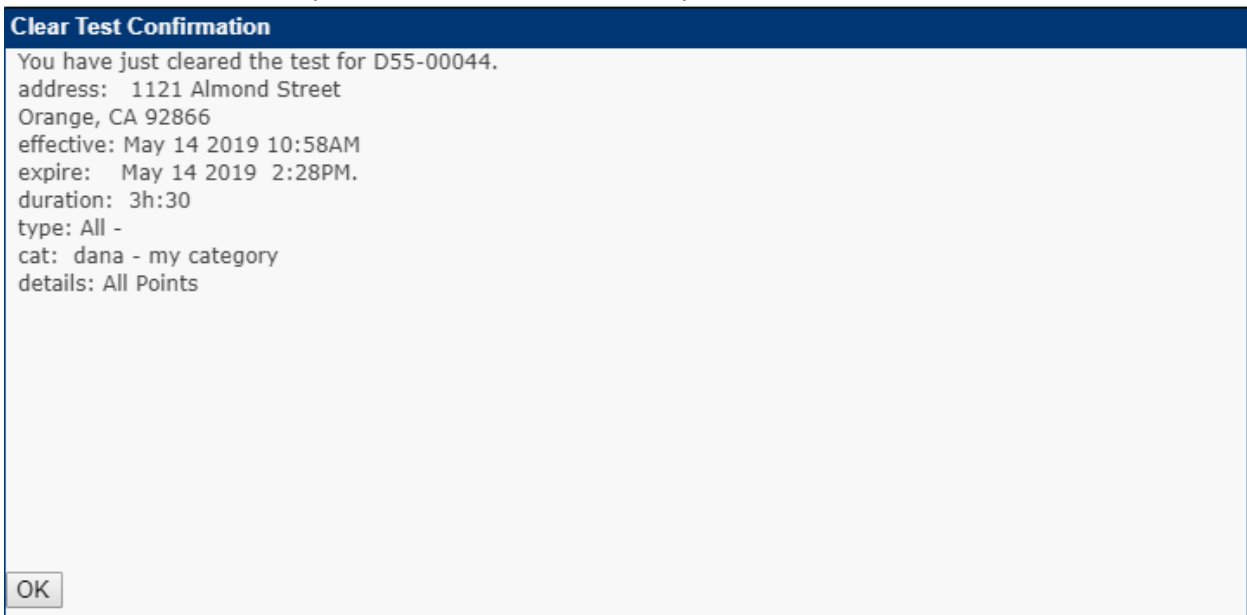 Clear Test Confirmation
You have just cleared the test for D55-00044.
address: 1121 Almond Street
Orange, CA 92866
effective: May 14 2019 10:58AM
expire: May 14 2019 2:28PM.
duration: 3h:30
type: All -
cat: dana - my category
details: All Points
OK